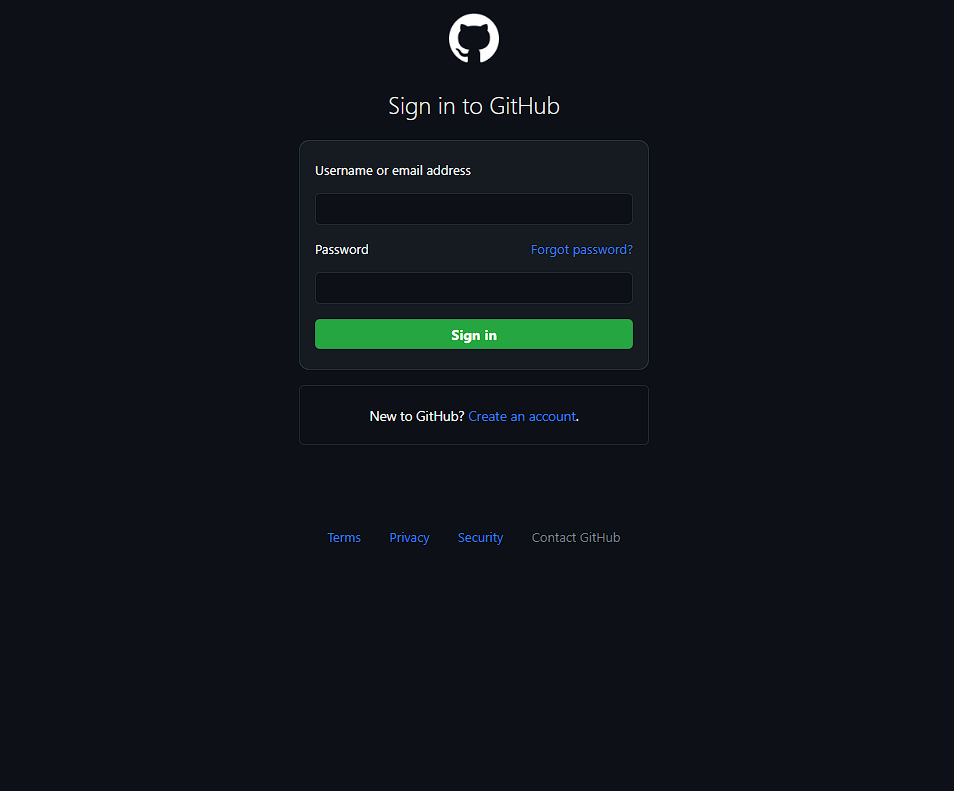 Sign in to GitHub
Username or email address
Password Forgot password?
Sign in
New to GitHub? Create an account.
Terms Privacy Security Contact GitHub